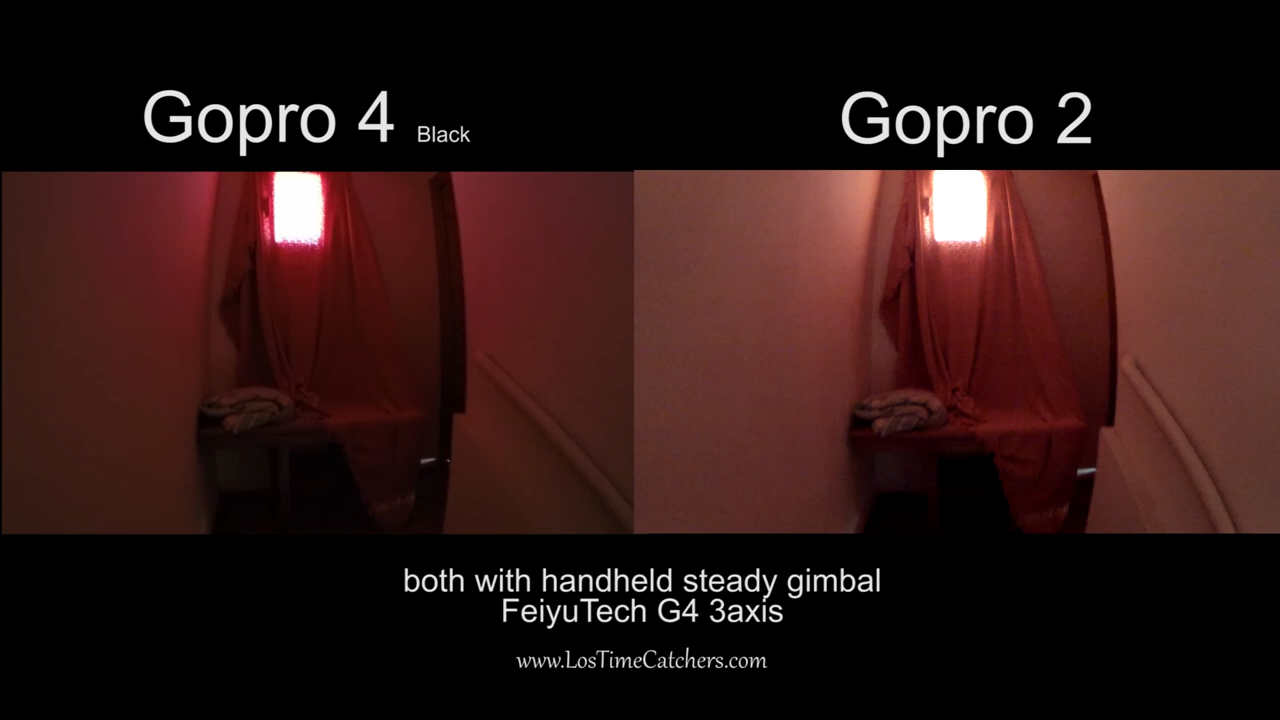 Gopro 4 Black
Gopro 2
both with handheld steady gimbal
FeiyuTech G4 3axis
www.LosTimeCatchers.com